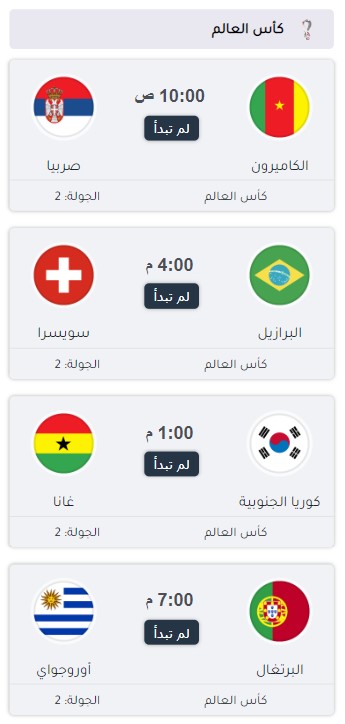 كأس العالم
10:00 ص
لم تبدأ
الكاميرون
صربيا
كأس العالم
الجولة: 2
4:00 م
لم تبدأ
البرازيل
سويسرا
كأس العالم
الجولة: 2
1:00 م
لم تبدأ
كوريا الجنوبية
غانا
كأس العالم
الجولة: 2
7:00 م
لم تبدأ
البرتغال
أوروجواي
كأس العالم
الجولة: 2